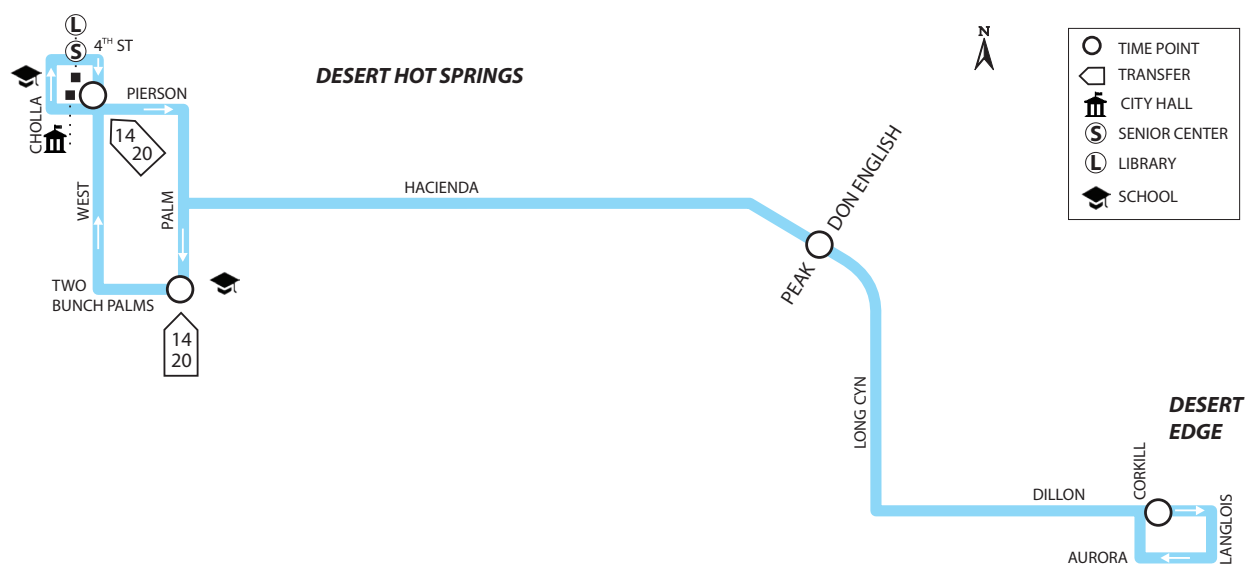 L
S
4TH ST
DESERT HOT SPRINGS
PIERSON
CHOLLA
14
20
WEST
PALM
HACIENDA
TWO
BUNCH PALMS
14
20
DON ENGLISH
PEAK
LONG CYN
DESERT
EDGE
CORKILL
DILLON
LANGLOIS
AURORA
N
TIME POINT
TRANSFER
CITY HALL
S SENIOR CENTER
L LIBRARY
SCHOOL